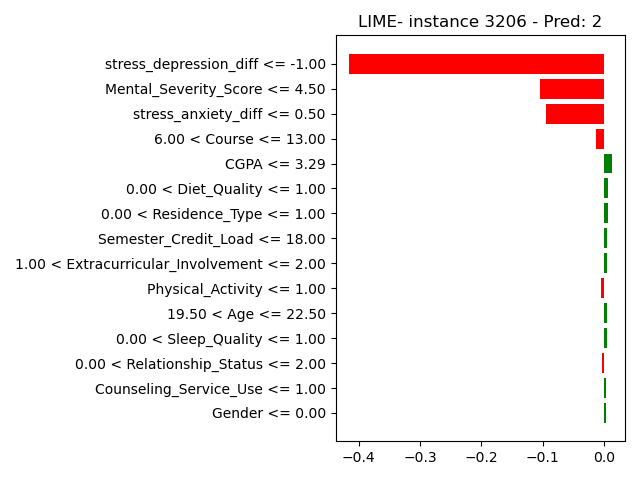 LIME- instance 3206 - Pred: 2
stress_depression_diff <= -1.00
Mental_Severity_Score <= 4.50
stress_anxiety_diff <= 0.50
6.00 < Course <= 13.00
CGPA <= 3.29
0.00 < Diet_Quality <= 1.00
0.00 < Residence_Type <= 1.00
Semester_Credit_Load <= 18.00
1.00 < Extracurricular_Involvement <= 2.00
Physical_Activity <= 1.00
19.50 < Age <= 22.50
0.00 < Sleep_Quality <= 1.00
0.00 < Relationship_Status <= 2.00
Counseling_Service_Use <= 1.00
Gender <= 0.00
−0.4 −0.3 −0.2 −0.1 0.0